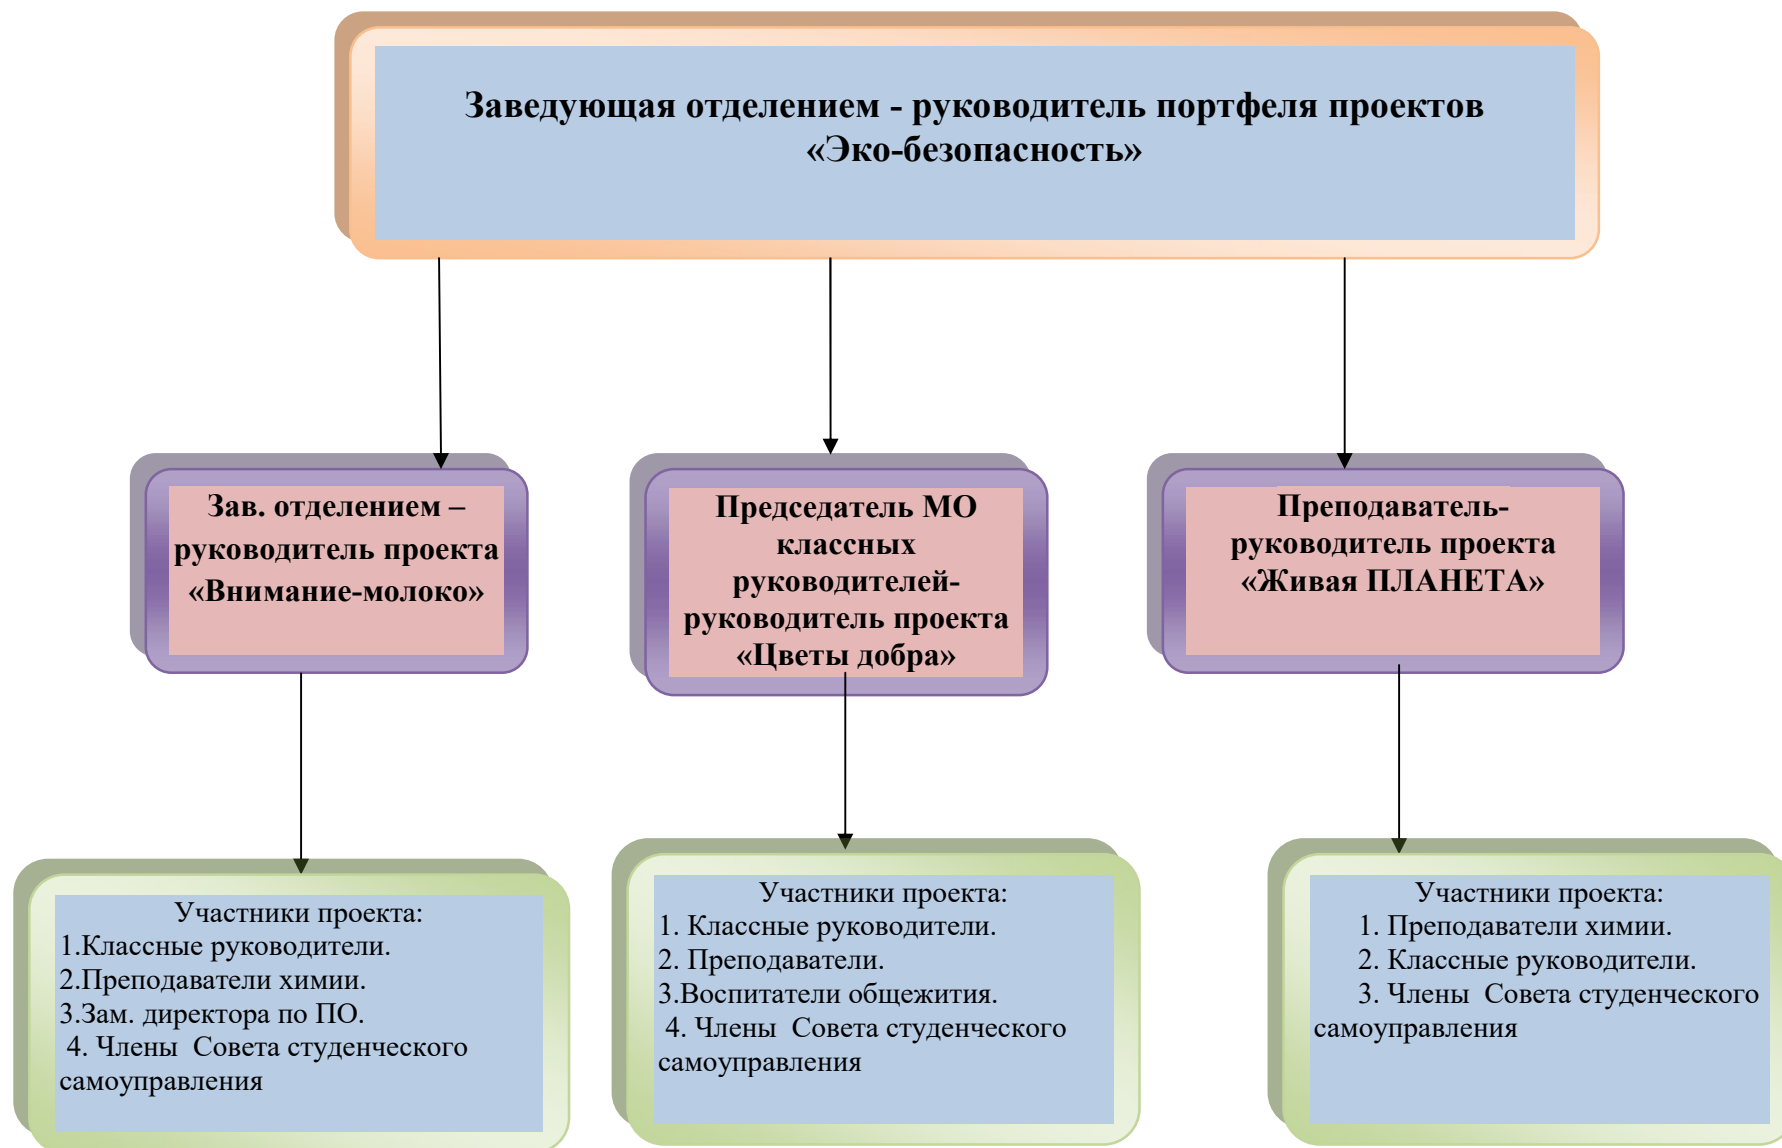 Заведующая отделением - руководитель портфеля проектов
«Эко-безопасность»
Зав. отделением –
руководитель проекта
«Внимание-молоко»
Председатель МО
классных
руководителей-
руководитель проекта
«Цветы добра»
Преподаватель-
руководитель проекта
«Живая ПЛАНЕТА»
Участники проекта:
1.Классные руководители.
2.Преподаватели химии.
3.Зам. директора по ПО.
4. Члены  Совета студенческого
самоуправления
Участники проекта:
1. Классные руководители.
2. Преподаватели.
3.Воспитатели общежития.
4. Члены  Совета студенческого
самоуправления
Участники проекта:
1. Преподаватели химии.
2. Классные руководители.
3. Члены  Совета студенческого
самоуправления